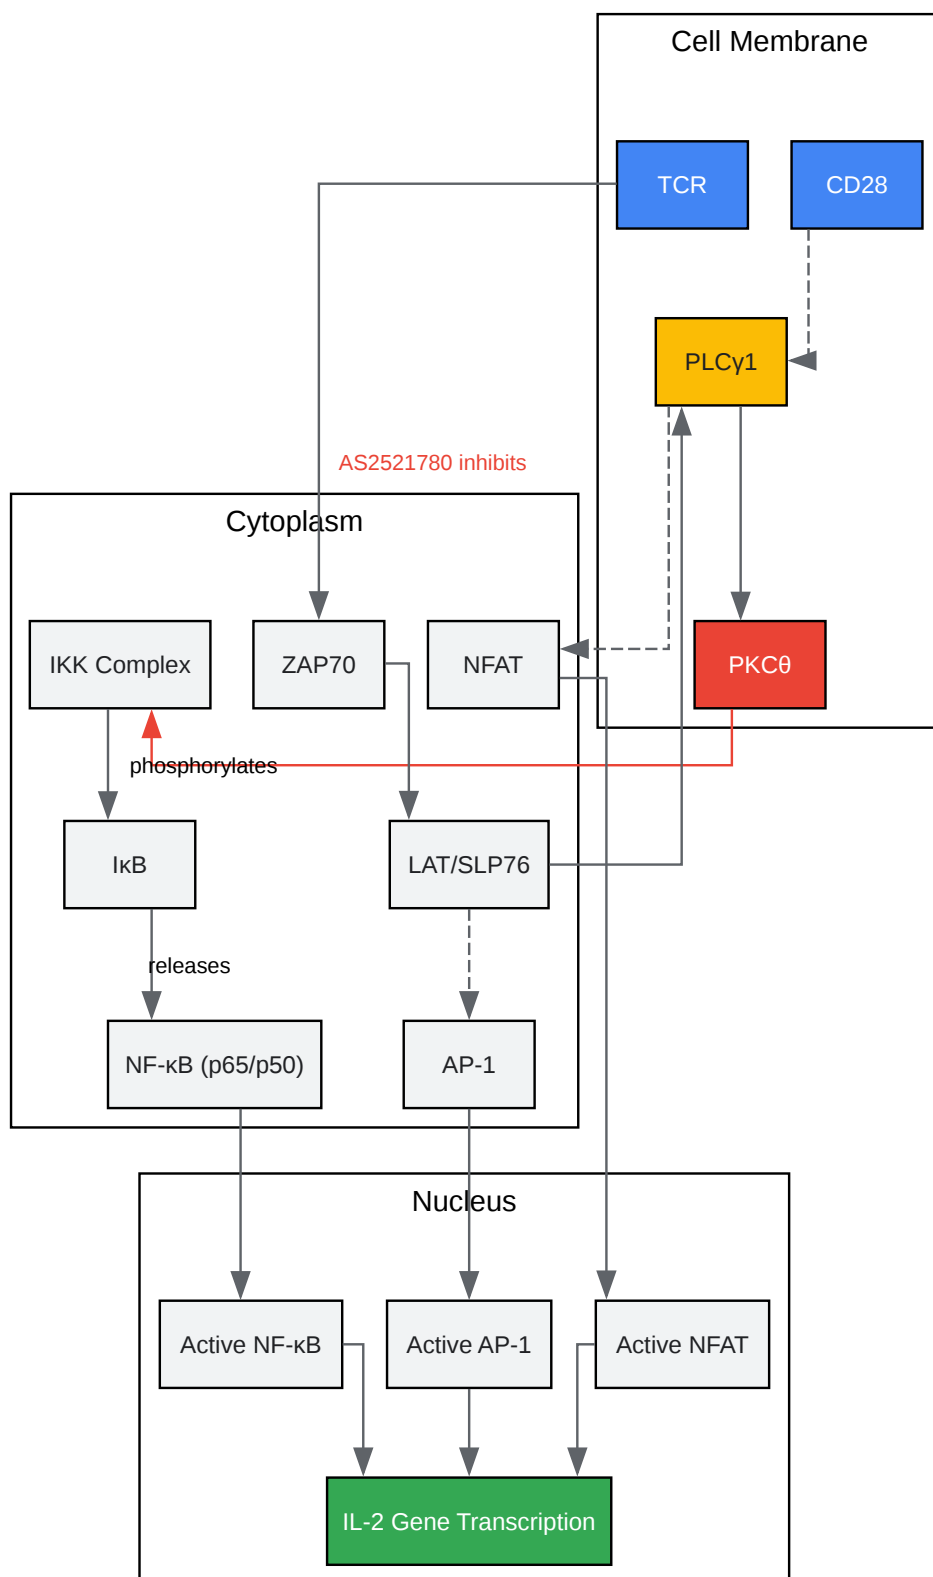 Cell Membrane
TCR
CD28
PLCγ1
AS2521780 inhibits
Cytoplasm
IKK Complex
ZAP70
NFAT
PKCθ
phosphorylates
IκB
LAT/SLP76
releases
NF-κB (p65/p50)
AP-1
Nucleus
Active NF-κB
Active AP-1
Active NFAT
IL-2 Gene Transcription